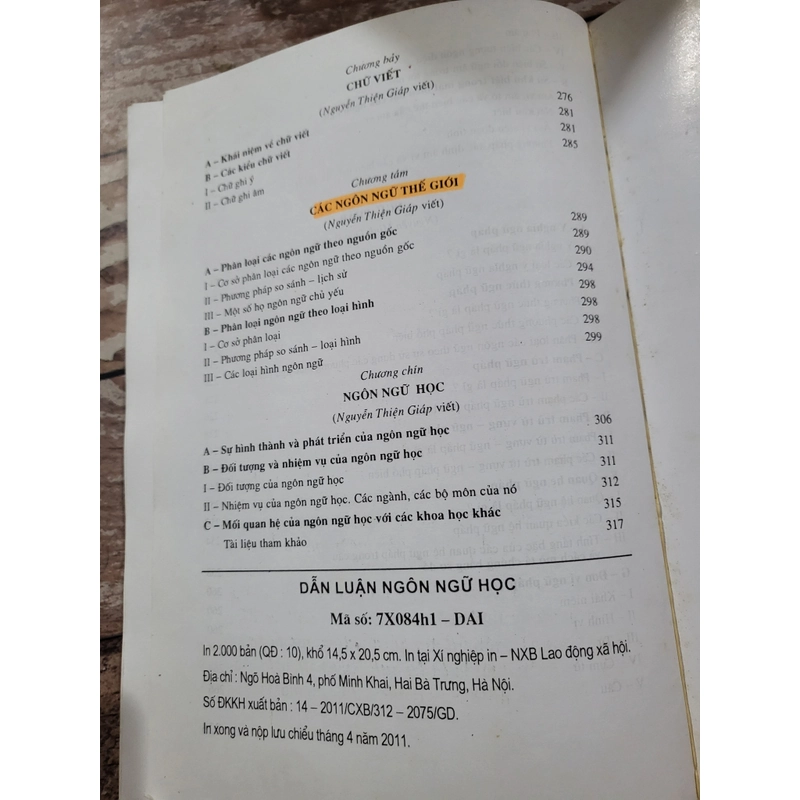 Chương bảy
CHỮ VIẾT
(Nguyễn Thiện Giáp viết)
A – Khái niệm về chữ viết 276
B – Các kiểu chữ viết 281
I – Chữ ghi ý 281
II – Chữ ghi âm 285
Chương tám
CÁC NGÔN NGỮ THẾ GIỚI
(Nguyễn Thiện Giáp viết)
A – Phân loại các ngôn ngữ theo nguồn gốc 289
I – Cơ sở phân loại các ngôn ngữ theo nguồn gốc 289
II – Phương pháp so sánh – lịch sử 290
III – Một số họ ngôn ngữ chủ yếu 294
B – Phân loại ngôn ngữ theo loại hình 298
I – Cơ sở phân loại 298
II – Phương pháp so sánh – loại hình 298
III – Các loại hình ngôn ngữ 299
Chương chín
NGÔN NGỮ HỌC
(Nguyễn Thiện Giáp viết)
A – Sự hình thành và phát triển của ngôn ngữ học 306
B – Đối tượng và nhiệm vụ của ngôn ngữ học 311
I – Đối tượng của ngôn ngữ học 311
II – Nhiệm vụ của ngôn ngữ học. Các ngành, các bộ môn của nó 312
C – Mối quan hệ của ngôn ngữ học với các khoa học khác 315
Tài liệu tham khảo 317
DẪN LUẬN NGÔN NGỮ HỌC
Mã số: 7X084h1 – DAI
In 2.000 bản (QĐ : 10), khổ 14,5 x 20,5 cm. In tại Xí nghiệp in – NXB Lao động xã hội.
Địa chỉ : Ngõ Hoà Bình 4, phố Minh Khai, Hai Bà Trưng, Hà Nội.
Số ĐKKH xuất bản : 14 – 2011/CXB/312 – 2075/GD.
In xong và nộp lưu chiểu tháng 4 năm 2011.